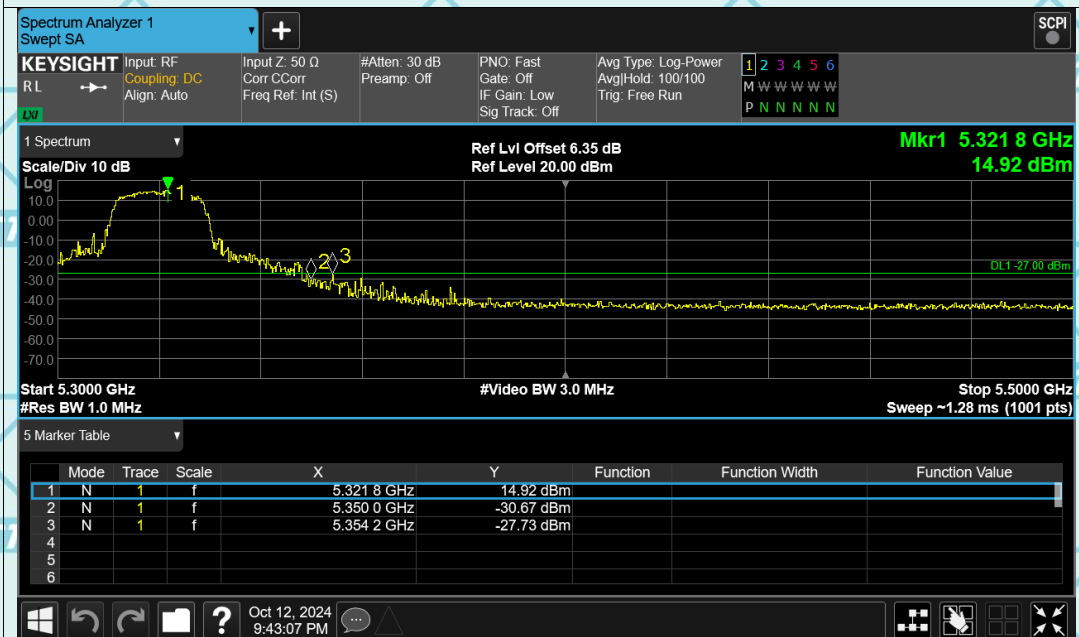 Spectrum Analyzer 1
Swept SA
+
SCPI
KEYSIGHT
R L
LXI
Input: RF
Coupling: DC
Align: Auto
Input Z: 50 Ω
Corr CCorr
Freq Ref: Int (S)
#Atten: 30 dB
Preamp: Off
PNO: Fast
Gate: Off
IF Gain: Low
Sig Track: Off
Avg Type: Log-Power
Avg|Hold: 100/100
Trig: Free Run
1 2 3 4 5 6
M W W W W W
P N N N N N
1 Spectrum
Scale/Div 10 dB
Ref Lvl Offset 6.35 dB
Ref Level 20.00 dBm
Mkr1 5.321 8 GHz
14.92 dBm
Log
10.0
0.00
-10.0
-20.0
-30.0
-40.0
-50.0
-60.0
-70.0
1
2
3
DL1 -27.00 dBm
Start 5.3000 GHz
#Video BW 3.0 MHz
Stop 5.5000 GHz
#Res BW 1.0 MHz
Sweep ~1.28 ms (1001 pts)
5 Marker Table
Mode Trace Scale X Y Function Function Width Function Value
1 N 1 f 5.321 8 GHz 14.92 dBm
2 N 1 f 5.350 0 GHz -30.67 dBm
3 N 1 f 5.354 2 GHz -27.73 dBm
4
5
6
?
Oct 12, 2024
9:43:07 PM